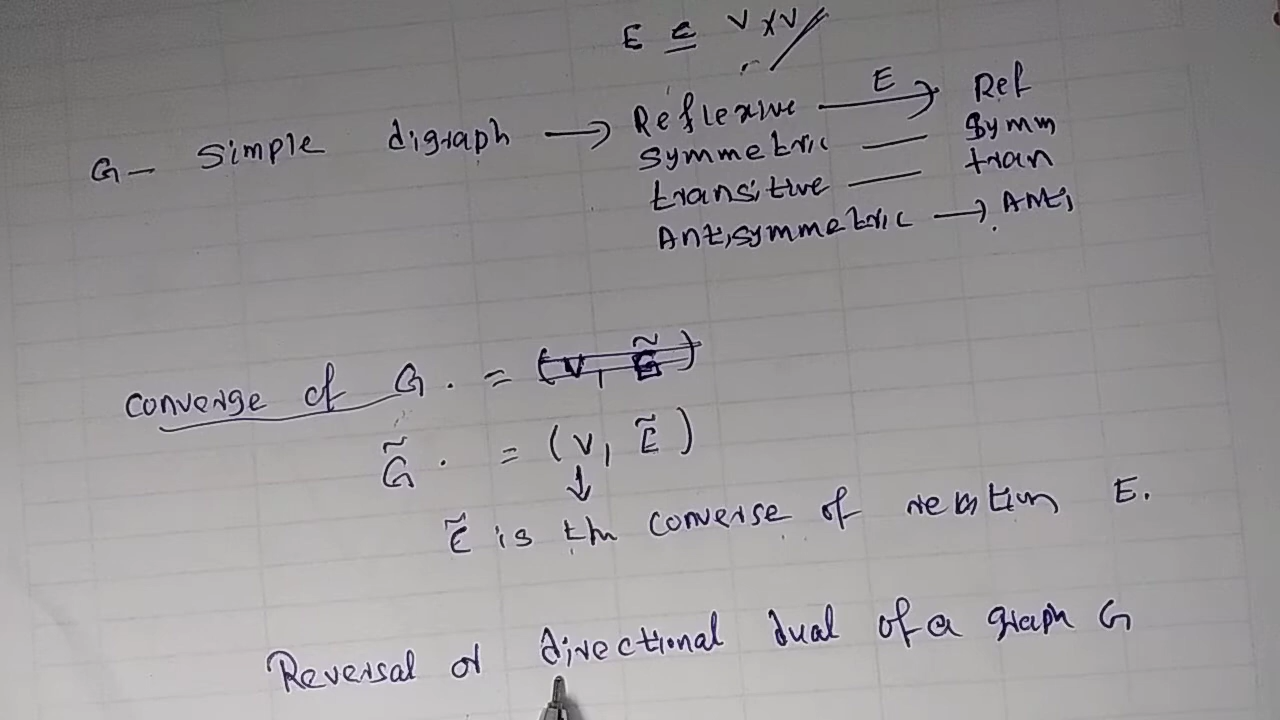 E ⊆ V x V
G - Simple digraph → Reflexive —E→ Ref
Symmetric — Symm
transitive — tran
Antisymmetric → Anti
Converge of G. =
G̃. = (V, Ẽ)
Ẽ is th converse of relation E.
Reversal or directional dual of a graph G